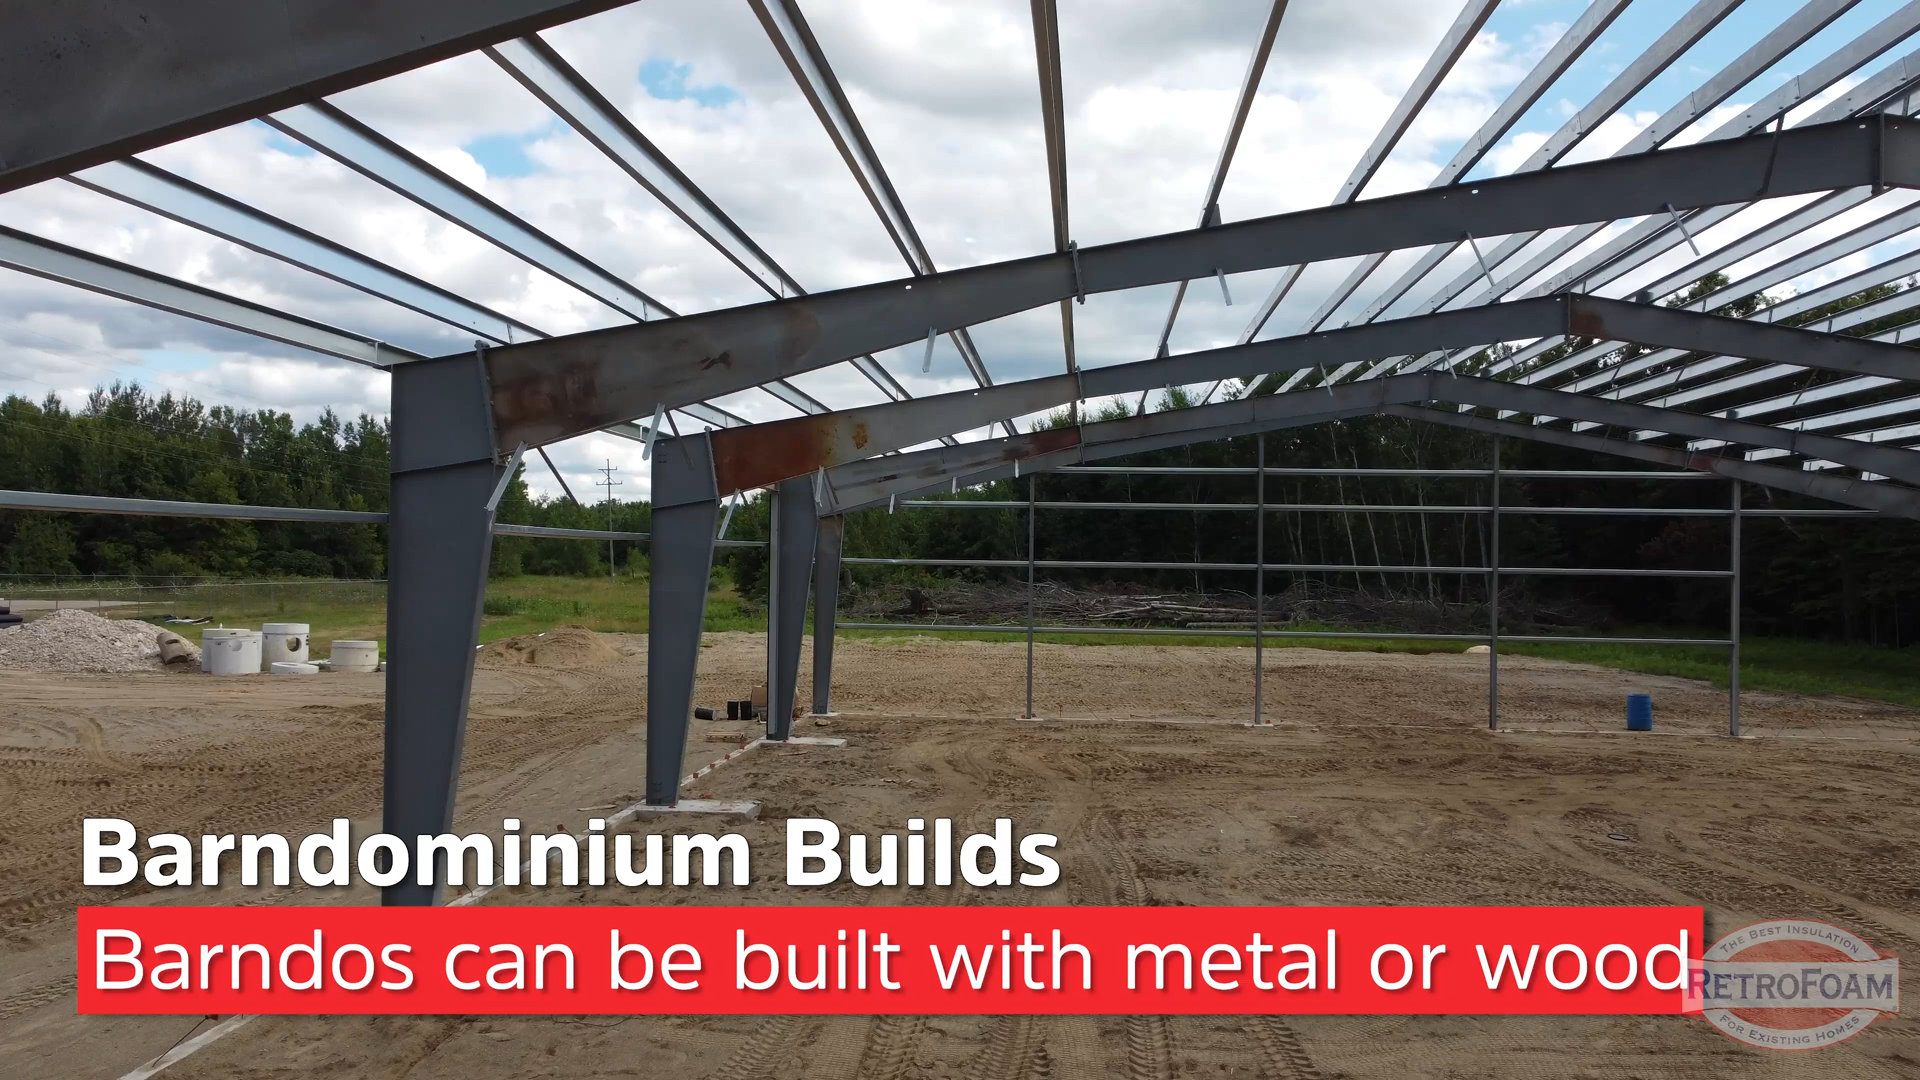 Barndominium Builds
Barndos can be built with metal or wood
THE BEST INSULATION
RETROFOAM
FOR EXISTING HOMES